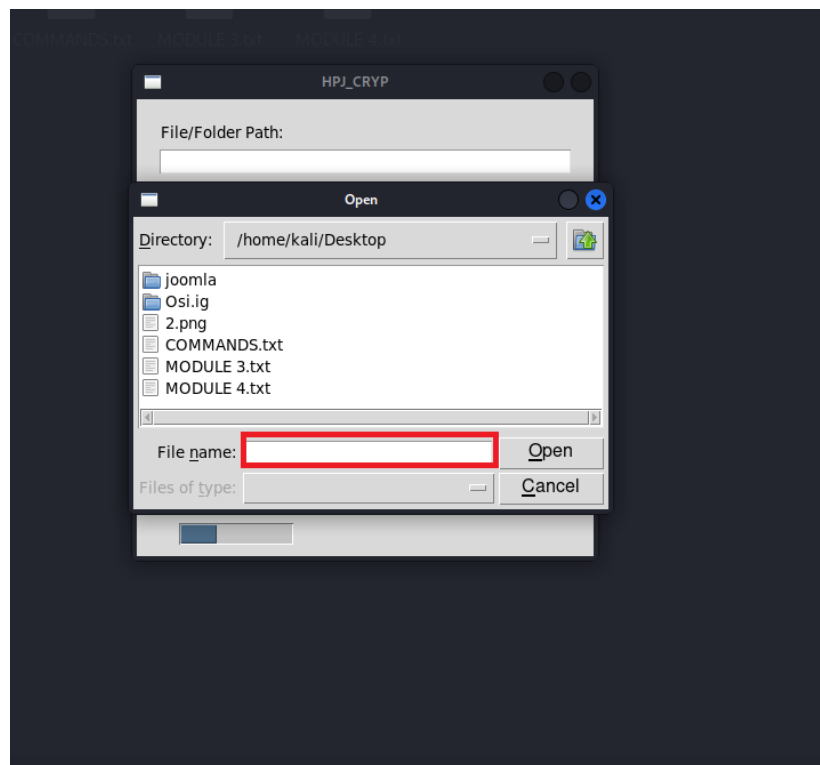 COMMANDS.txt MODULE 3.txt MODULE 4.txt
HPJ_CRYP
File/Folder Path:
Open
Directory: /home/kali/Desktop
joomla
Osi.ig
2.png
COMMANDS.txt
MODULE 3.txt
MODULE 4.txt
File name: Open
Files of type: Cancel